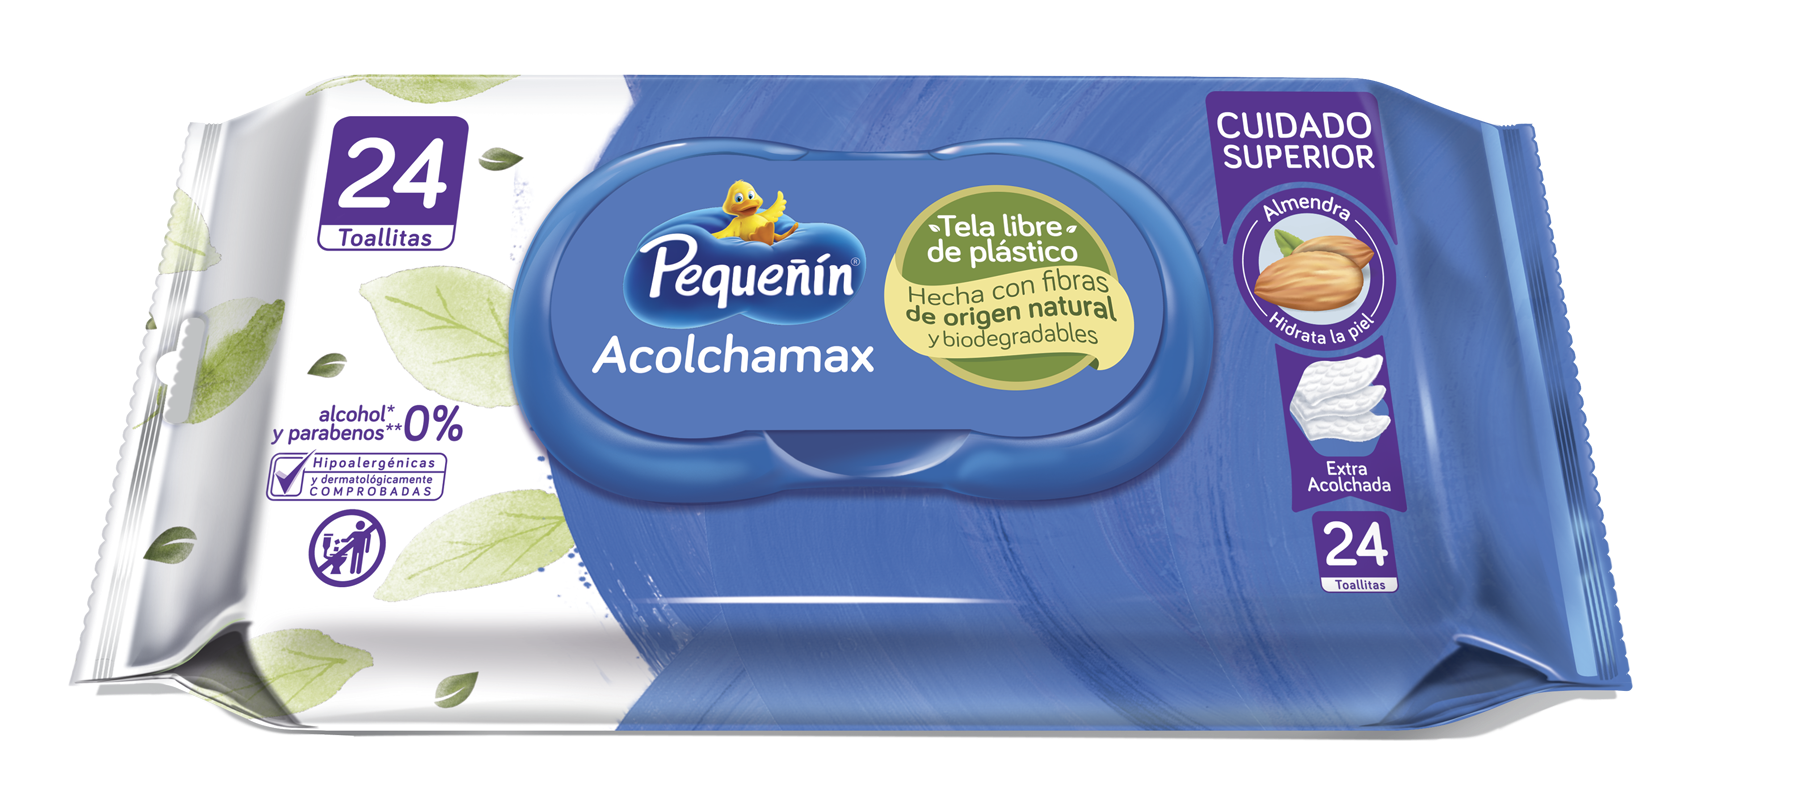 24
Toallitas
alcohol*
y parabenos**
0%
Hipoalergénicas
y dermatológicamente
COMPROBADAS
Pequeñín®
Acolchamax
Tela libre
de plástico
Hecha con fibras
de origen natural
y biodegradables
CUIDADO
SUPERIOR
Almendra
Hidrata la piel
Extra
Acolchada
24
Toallitas